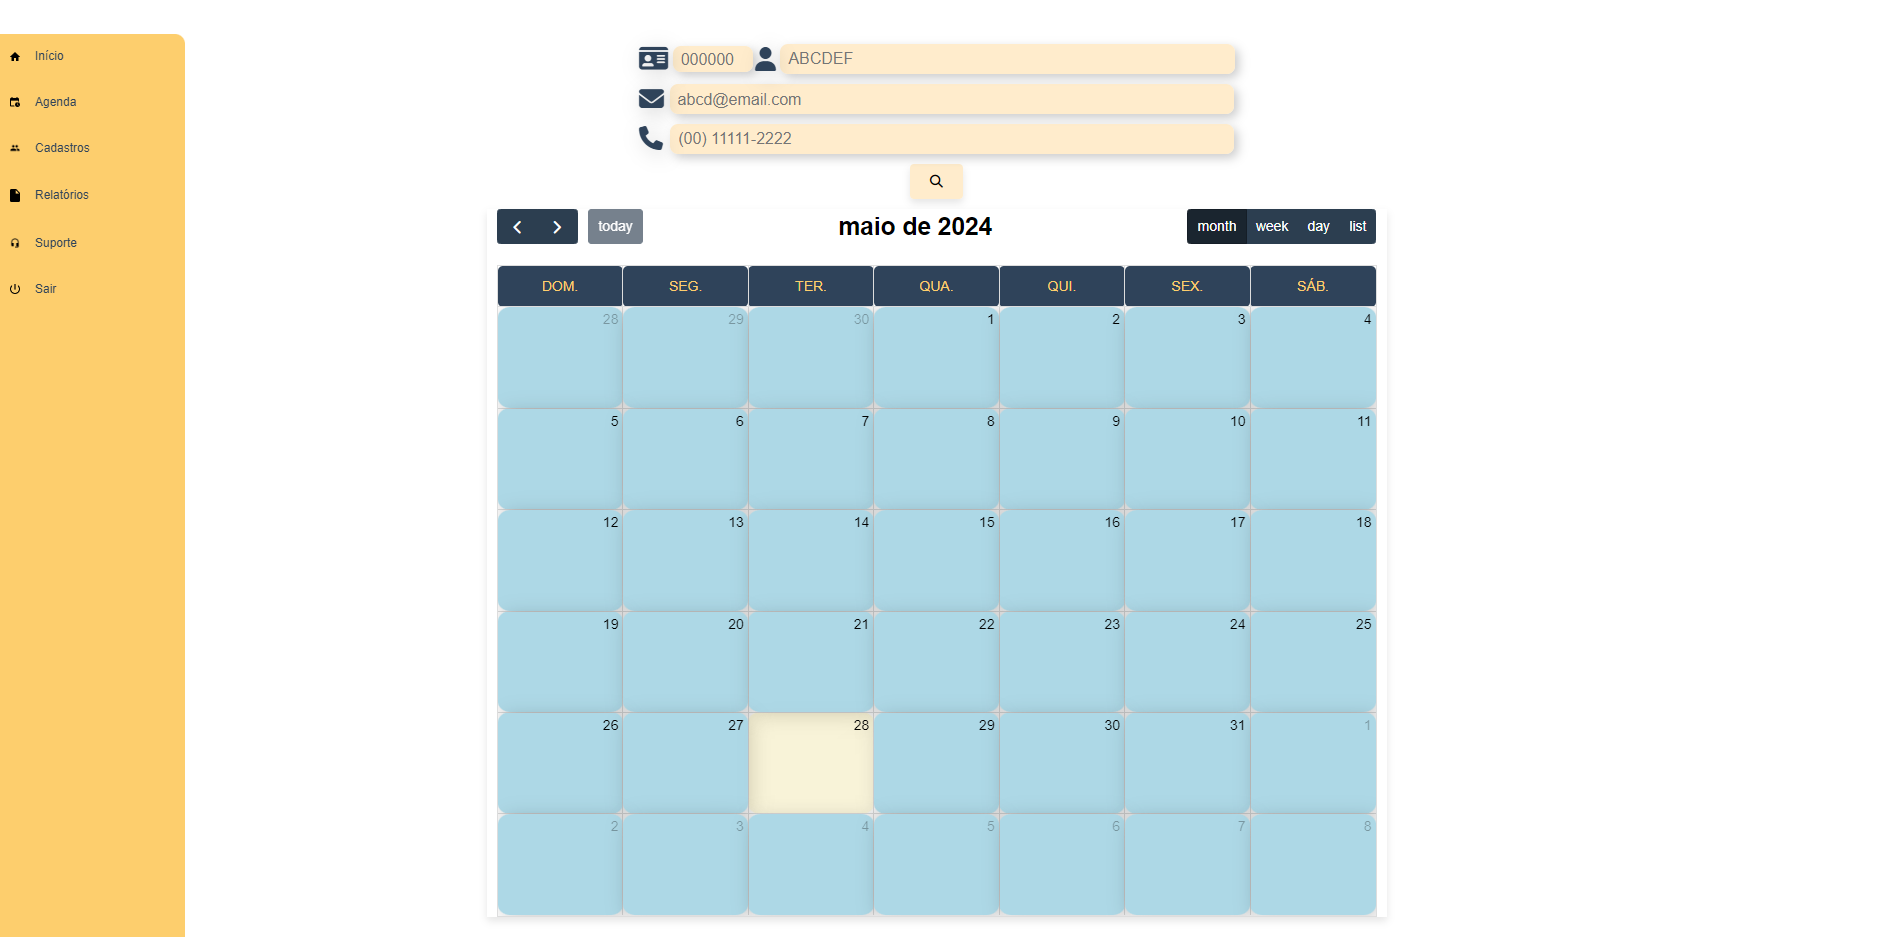 Início
Agenda
Cadastros
Relatórios
Suporte
Sair
000000 ABCDEF
abcd@email.com
(00) 11111-2222
today maio de 2024 month week day list
DOM. SEG. TER. QUA. QUI. SEX. SÁB.
28 29 30 1 2 3 4
5 6 7 8 9 10 11
12 13 14 15 16 17 18
19 20 21 22 23 24 25
26 27 28 29 30 31 1
2 3 4 5 6 7 8